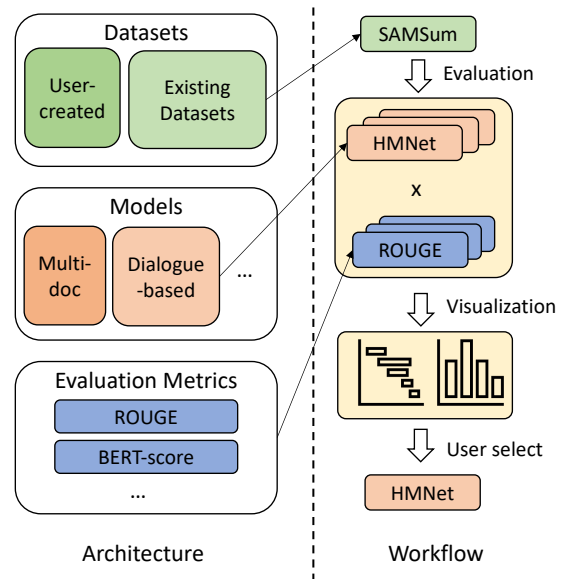 Datasets
User-
created
Existing
Datasets
Models
Multi-
doc
Dialogue
-based
...
Evaluation Metrics
ROUGE
BERT-score
...
Architecture
SAMSum
Evaluation
HMNet
x
ROUGE
Visualization
User select
HMNet
Workflow